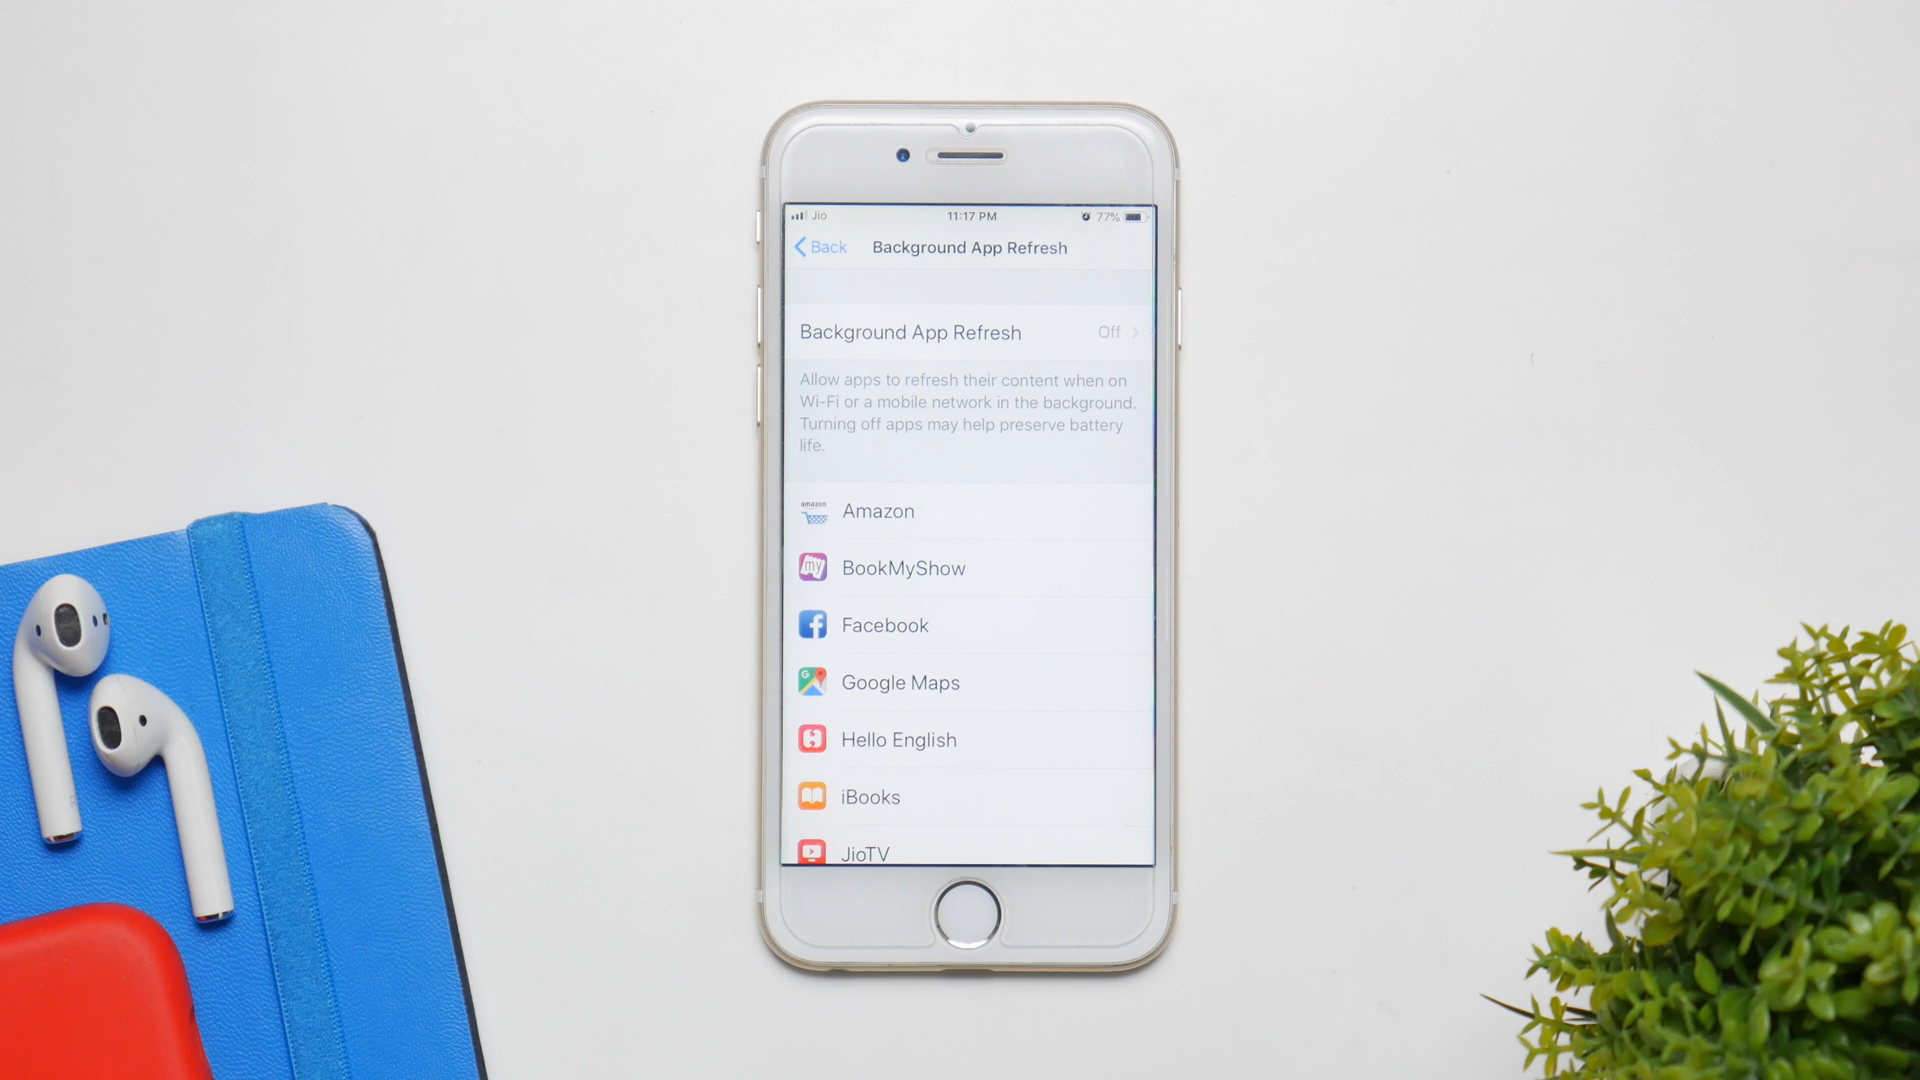 Jio 11:17 PM 77%
Back Background App Refresh
Background App Refresh Off
Allow apps to refresh their content when on
Wi-Fi or a mobile network in the background.
Turning off apps may help preserve battery
life.
amazon
Amazon
my
BookMyShow
f
Facebook
G
Google Maps
Hello English
iBooks
JioTV
R